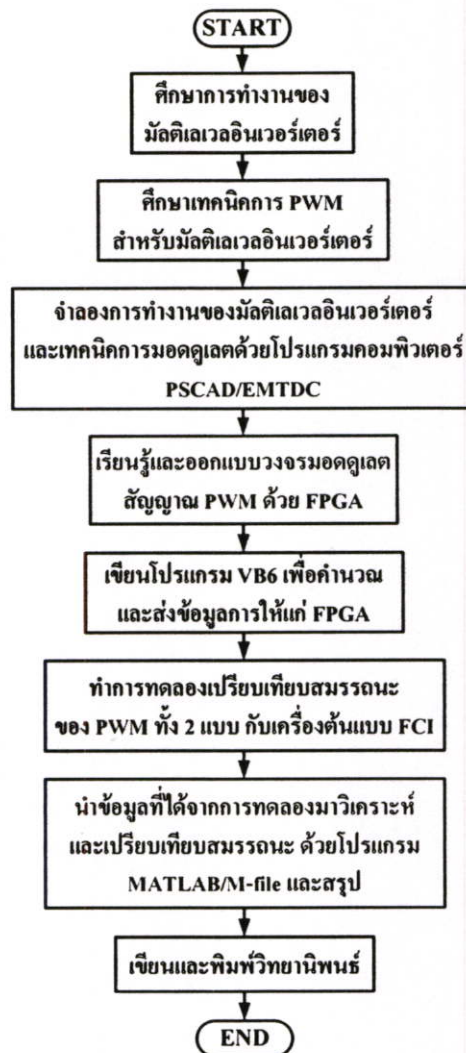 START
ศึกษาการทำงานของ
มัลติเลเวลอินเวอร์เตอร์
ศึกษาเทคนิคการ PWM
สำหรับมัลติเลเวลอินเวอร์เตอร์
จำลองการทำงานของมัลติเลเวลอินเวอร์เตอร์
และเทคนิคการมอดดูเลตด้วยโปรแกรมคอมพิวเตอร์
PSCAD/EMTDC
เรียนรู้และออกแบบวงจรมอดดูเลต
สัญญาณ PWM ด้วย FPGA
เขียนโปรแกรม VB6 เพื่อคำนวณ
และส่งข้อมูลการให้แก่ FPGA
ทำการทดลองเปรียบเทียบสมรรถนะ
ของ PWM ทั้ง 2 แบบ กับเครื่องต้นแบบ FCI
นำข้อมูลที่ได้จากการทดลองมาวิเคราะห์
และเปรียบเทียบสมรรถนะ ด้วยโปรแกรม
MATLAB/M-file และสรุป
เขียนและพิมพ์วิทยานิพนธ์
END